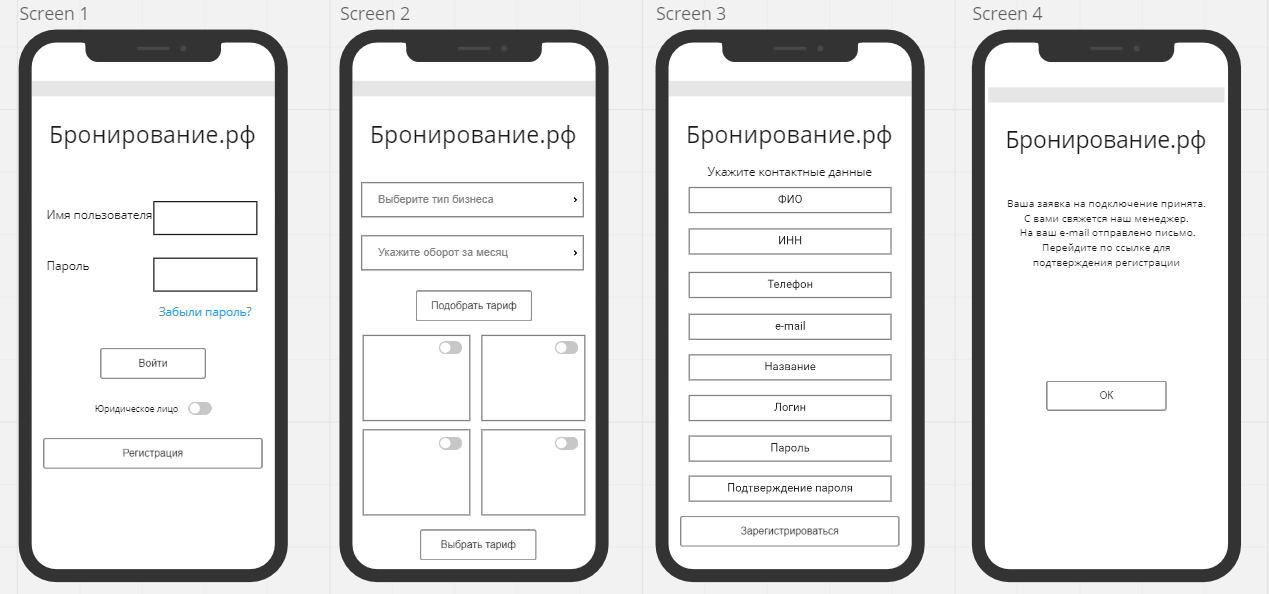 Screen 1
Бронирование.рф
Имя пользователя
Пароль
Забыли пароль?
Войти
Юридическое лицо
Регистрация
Screen 2
Бронирование.рф
Выберите тип бизнеса
Укажите оборот за месяц
Подобрать тариф
Выбрать тариф
Screen 3
Бронирование.рф
Укажите контактные данные
ФИО
ИНН
Телефон
e-mail
Название
Логин
Пароль
Подтверждение пароля
Зарегистрироваться
Screen 4
Бронирование.рф
Ваша заявка на подключение принята.
С вами свяжется наш менеджер.
На ваш e-mail отправлено письмо.
Перейдите по ссылке для
подтверждения регистрации
ОК